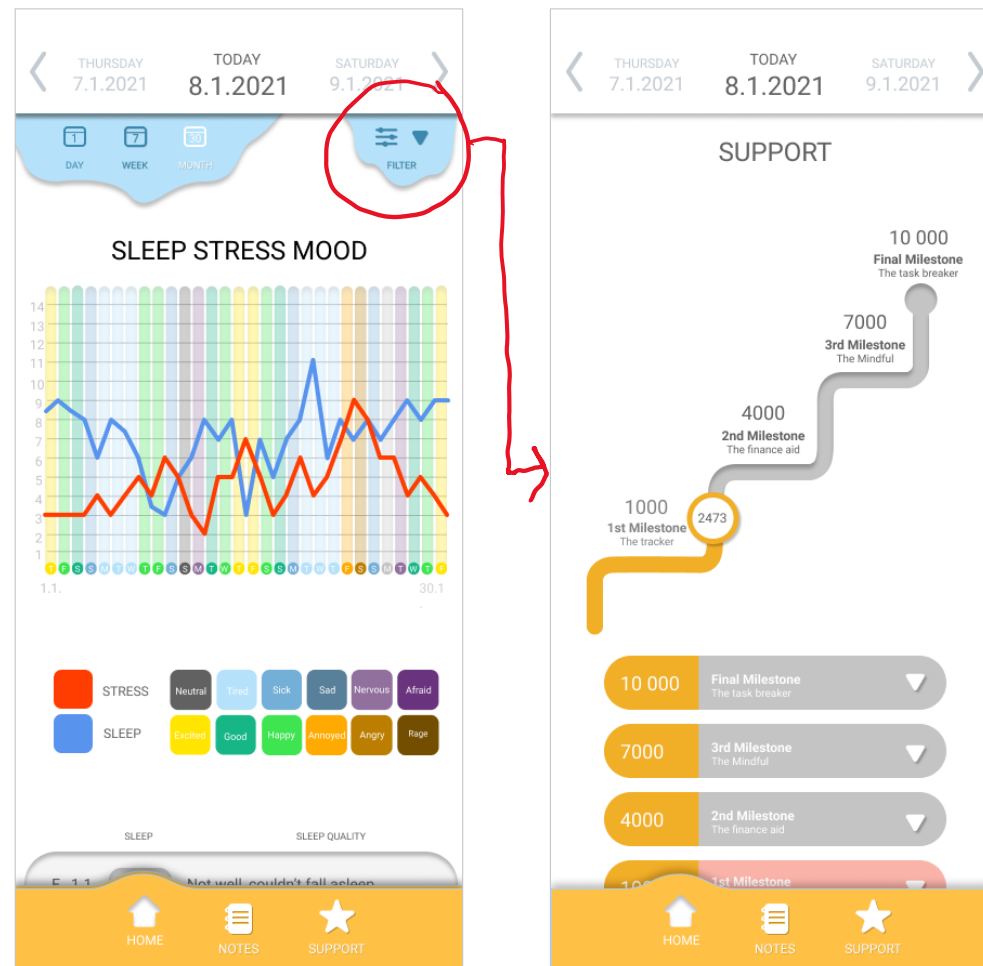 THURSDAY
7.1.2021
TODAY
8.1.2021
SATURDAY
9.1.2021
1
DAY
7
WEEK
30
MONTH
FILTER
SLEEP STRESS MOOD
14
13
12
11
10
9
8
7
6
5
4
3
2
1
T F S S M T W T F S S M T W T F S S M T W T F S S M T W T F
1.1.
30.1
.
STRESS
SLEEP
Neutral Tired Sick Sad Nervous Afraid
Excited Good Happy Annoyed Angry Rage
SLEEP
SLEEP QUALITY
F 1.1
Not well, couldn't fall asleep
HOME
NOTES
SUPPORT
THURSDAY
7.1.2021
TODAY
8.1.2021
SATURDAY
9.1.2021
SUPPORT
10 000
Final Milestone
The task breaker
7000
3rd Milestone
The Mindful
4000
2nd Milestone
The finance aid
1000
1st Milestone
The tracker
2473
10 000
Final Milestone
The task breaker
7000
3rd Milestone
The Mindful
4000
2nd Milestone
The finance aid
1st Milestone
HOME
NOTES
SUPPORT